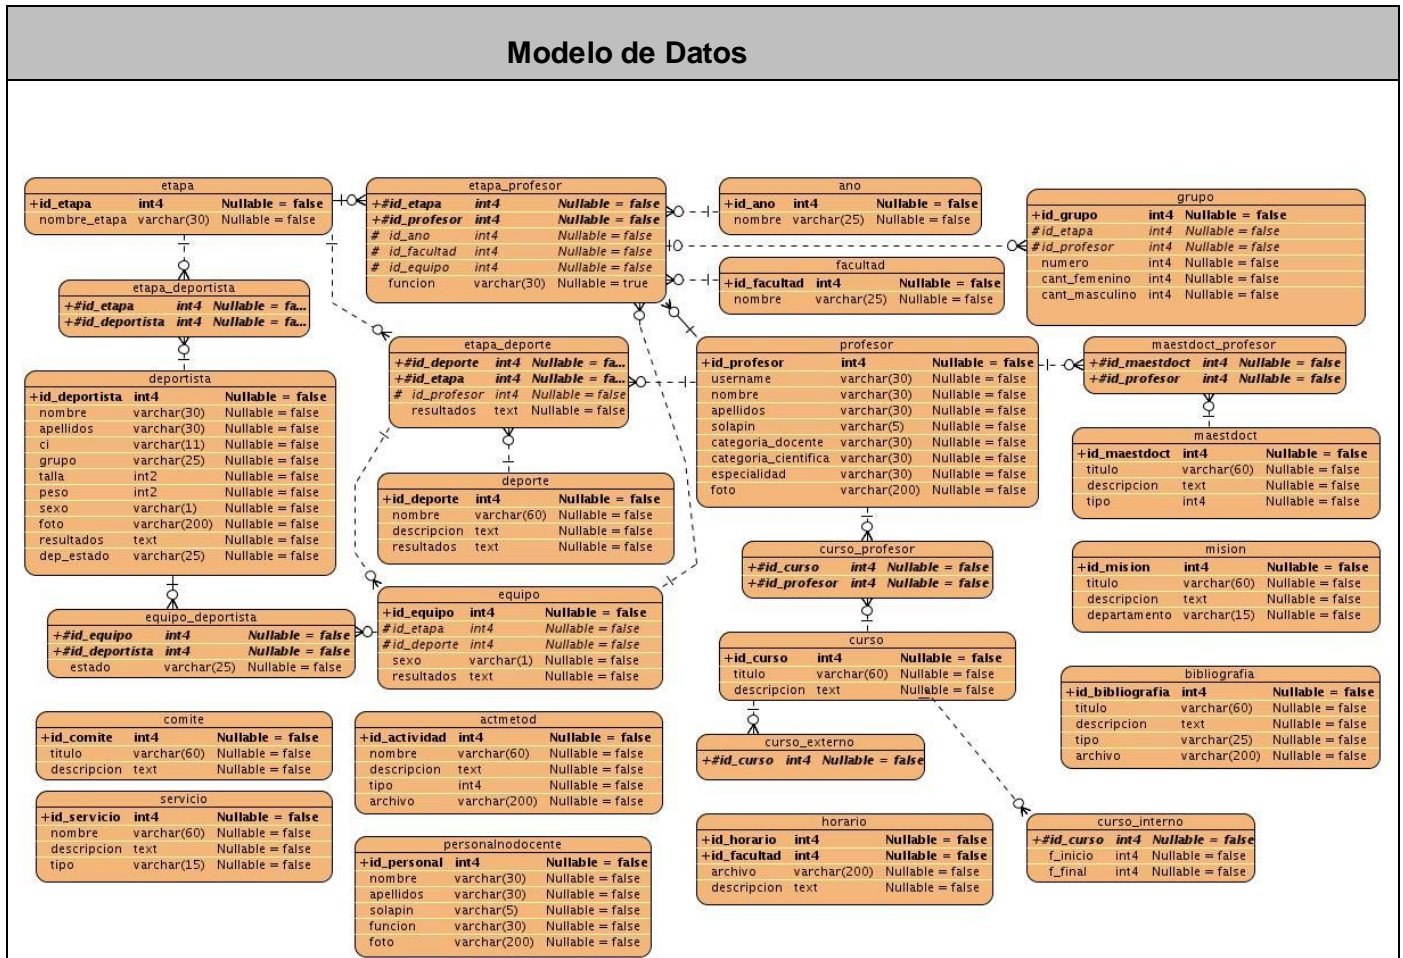 Modelo de Datos
etapa
+id_etapa int4 Nullable = false
nombre_etapa varchar(30) Nullable = false
etapa_profesor
+#id_etapa int4 Nullable = false
+#id_profesor int4 Nullable = false
# id_ano int4 Nullable = false
# id_facultad int4 Nullable = false
# id_equipo int4 Nullable = false
funcion varchar(30) Nullable = true
ano
+id_ano int4 Nullable = false
nombre varchar(25) Nullable = false
grupo
+id_grupo int4 Nullable = false
#id_etapa int4 Nullable = false
#id_profesor int4 Nullable = false
numero int4 Nullable = false
cant_femenino int4 Nullable = false
cant_masculino int4 Nullable = false
facultad
+id_facultad int4 Nullable = false
nombre varchar(25) Nullable = false
etapa_deportista
+#id_etapa int4 Nullable = fa...
+#id_deportista int4 Nullable = fa...
etapa_deporte
+#id_deporte int4 Nullable = fa...
+#id_etapa int4 Nullable = fa...
# id_profesor int4 Nullable = false
resultados text Nullable = false
profesor
+id_profesor int4 Nullable = false
username varchar(30) Nullable = false
nombre varchar(30) Nullable = false
apellidos varchar(30) Nullable = false
solapin varchar(5) Nullable = false
categoria_docente varchar(30) Nullable = false
categoria_cientifica varchar(30) Nullable = false
especialidad varchar(30) Nullable = false
foto varchar(200) Nullable = false
maestdoct_profesor
+#id_maestdoct int4 Nullable = false
+#id_profesor int4 Nullable = false
deportista
+id_deportista int4 Nullable = false
nombre varchar(30) Nullable = false
apellidos varchar(30) Nullable = false
ci varchar(11) Nullable = false
grupo varchar(25) Nullable = false
talla int2 Nullable = false
peso int2 Nullable = false
sexo varchar(1) Nullable = false
foto varchar(200) Nullable = false
resultados text Nullable = false
dep_estado varchar(25) Nullable = false
maestdoct
+id_maestdoct int4 Nullable = false
titulo varchar(60) Nullable = false
descripcion text Nullable = false
tipo int4 Nullable = false
deporte
+id_deporte int4 Nullable = false
nombre varchar(60) Nullable = false
descripcion text Nullable = false
resultados text Nullable = false
curso_profesor
+#id_curso int4 Nullable = false
+#id_profesor int4 Nullable = false
mision
+id_mision int4 Nullable = false
titulo varchar(60) Nullable = false
descripcion text Nullable = false
departamento varchar(15) Nullable = false
equipo_deportista
+#id_equipo int4 Nullable = false
+#id_deportista int4 Nullable = false
estado varchar(25) Nullable = false
equipo
+id_equipo int4 Nullable = false
#id_etapa int4 Nullable = false
#id_deporte int4 Nullable = false
sexo varchar(1) Nullable = false
resultados text Nullable = false
curso
+id_curso int4 Nullable = false
titulo varchar(60) Nullable = false
descripcion text Nullable = false
bibliografia
+id_bibliografia int4 Nullable = false
titulo varchar(60) Nullable = false
descripcion text Nullable = false
tipo varchar(25) Nullable = false
archivo varchar(200) Nullable = false
comite
+id_comite int4 Nullable = false
titulo varchar(60) Nullable = false
descripcion text Nullable = false
actmetod
+id_actividad int4 Nullable = false
nombre varchar(60) Nullable = false
descripcion text Nullable = false
tipo int4 Nullable = false
archivo varchar(200) Nullable = false
curso_externo
+#id_curso int4 Nullable = false
servicio
+id_servicio int4 Nullable = false
nombre varchar(60) Nullable = false
descripcion text Nullable = false
tipo varchar(15) Nullable = false
horario
+id_horario int4 Nullable = false
+id_facultad int4 Nullable = false
archivo varchar(200) Nullable = false
descripcion text Nullable = false
curso_interno
+#id_curso int4 Nullable = false
f_inicio int4 Nullable = false
f_final int4 Nullable = false
personalnodocente
+id_personal int4 Nullable = false
nombre varchar(30) Nullable = false
apellidos varchar(30) Nullable = false
solapin varchar(5) Nullable = false
funcion varchar(30) Nullable = false
foto varchar(200) Nullable = false